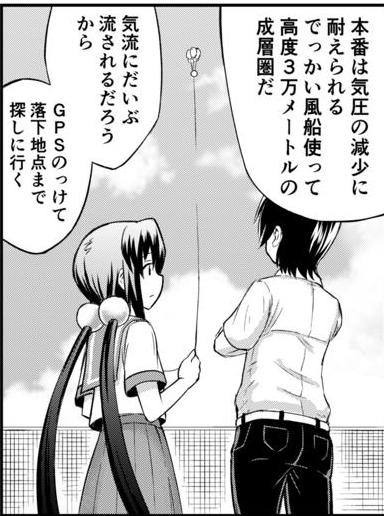 本番は気圧の減少に
耐えられる
でっかい風船使って
高度3万メートルの
成層圏だ
気流にだいぶ
流されるだろう
から
GPSのっけて
落下地点まで
探しに行く